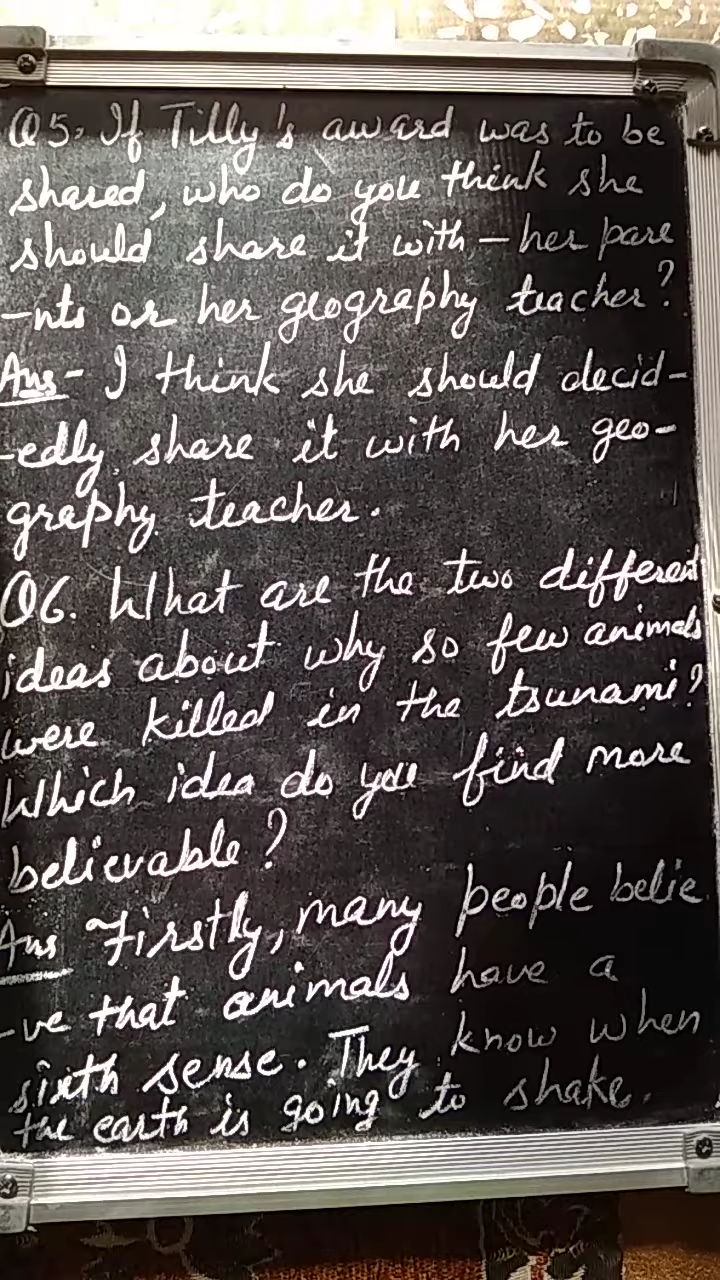 Q5. If Tilly's award was to be
shared, who do you think she
should share it with – her pare
-nts or her geography teacher?
Ans- I think she should decid-
-edly share it with her geo-
graphy teacher.
Q6. What are the two different
ideas about why so few animals
were killed in the tsunami?
Which idea do you find more
believable?
Ans Firstly, many people belie
-ve that animals have a
sixth sense. They know when
the earth is going to shake.